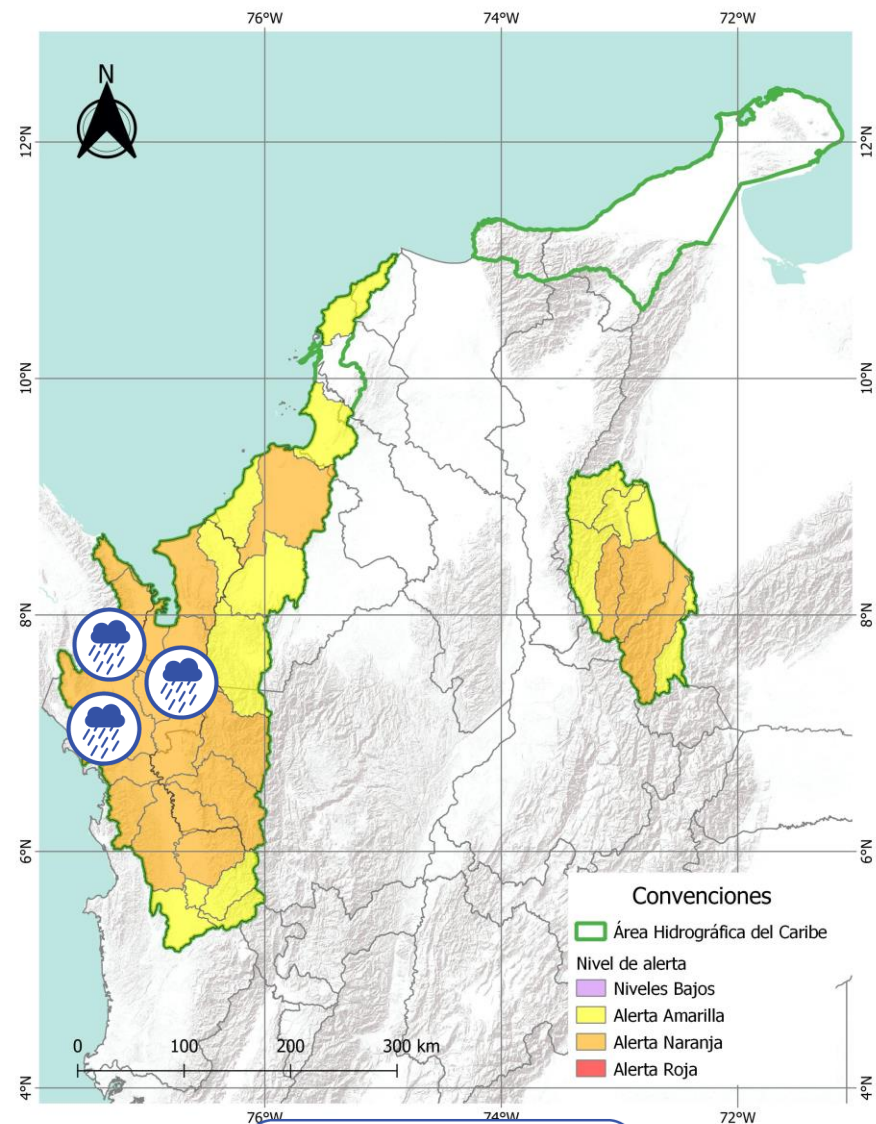 76°W 74°W 72°W
N
12°N 12°N
10°N 10°N
8°N 8°N
6°N 6°N
4°N 4°N
Convenciones
Área Hidrográfica del Caribe
Nivel de alerta
Niveles Bajos
Alerta Amarilla
Alerta Naranja
Alerta Roja
0 100 200 300 km
76°W 74°W 72°W